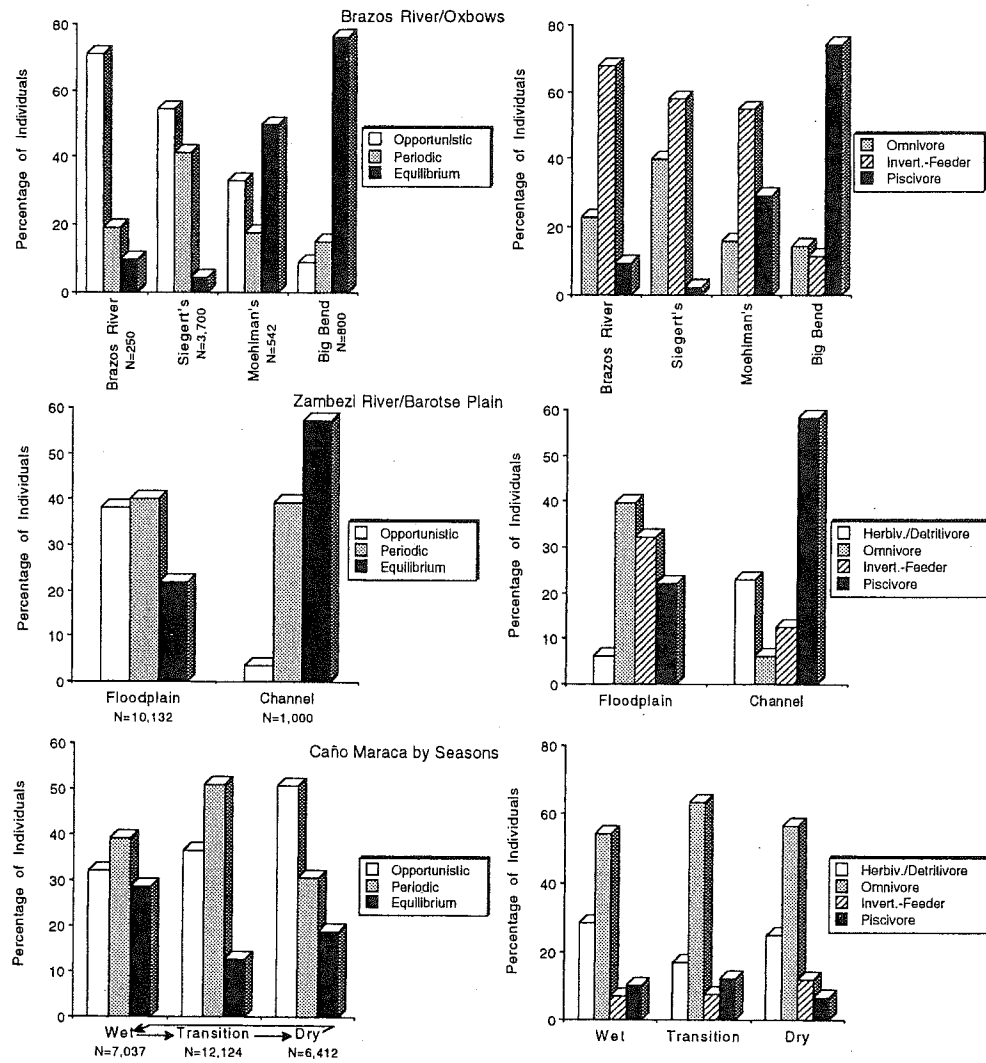 Brazos River/Oxbows
Percentage of Individuals
80
60
40
20
0
Opportunistic
Periodic
Equilibrium
Brazos River
N=250
Siegert's
N=3,700
Moehlman's
N=542
Big Bend
N=800
Percentage of Individuals
80
60
40
20
0
Omnivore
Invert.-Feeder
Piscivore
Brazos River
Siegert's
Moehlman's
Big Bend
Zambezi River/Barotse Plain
Percentage of Individuals
60
50
40
30
20
10
0
Opportunistic
Periodic
Equilibrium
Floodplain
N=10,132
Channel
N=1,000
Percentage of Individuals
60
50
40
30
20
10
0
Herbiv./Detritivore
Omnivore
Invert.-Feeder
Piscivore
Floodplain
Channel
Caño Maraca by Seasons
Percentage of Individuals
60
50
40
30
20
10
0
Opportunistic
Periodic
Equilibrium
Wet Transition Dry
N=7,037 N=12,124 N=6,412
Percentage of Individuals
80
60
40
20
0
Herbiv./Detritivore
Omnivore
Invert.-Feeder
Piscivore
Wet Transition Dry